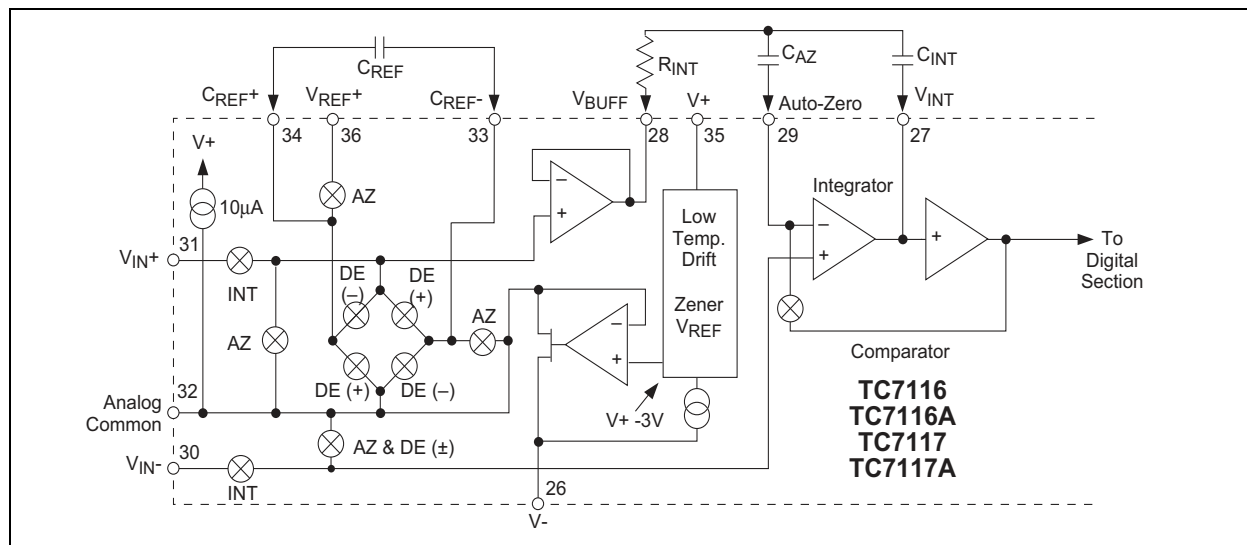 C_REF
R_INT
C_AZ
C_INT
C_REF+
V_REF+
C_REF-
V_BUFF
V+
Auto-Zero
V_INT
34
36
33
28
35
29
27
V+
10µA
AZ
Integrator
–
+
–
+
Low
Temp.
Drift
Zener
V_REF
To
Digital
Section
31
V_IN+
INT
DE
(–)
DE
(+)
AZ
AZ
–
+
DE (+)
DE (–)
+
Comparator
32
Analog
Common
V+ -3V
TC7116
TC7116A
TC7117
TC7117A
AZ & DE (±)
30
V_IN-
INT
26
V-